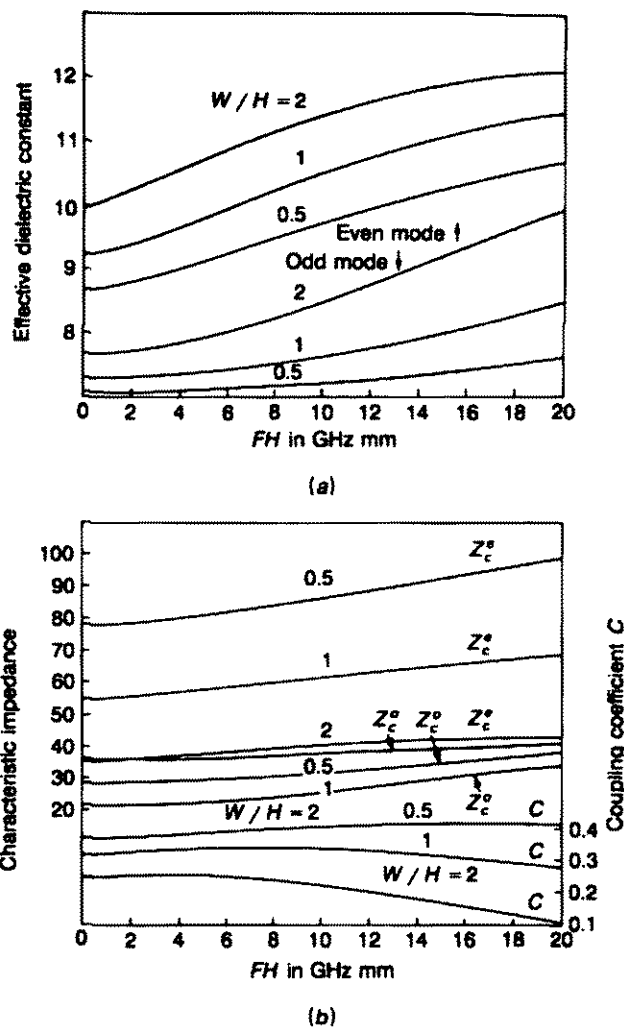 Effective dielectric constant
12
11
10
9
8
7
W / H = 2
1
0.5
Even mode
Odd mode
2
1
0.5
0 2 4 6 8 10 12 14 16 18 20
FH in GHz mm
(a)
Characteristic impedance
100
90
80
70
60
50
40
30
20
0.5
Z_c^e
1
Z_c^e
2
Z_c^o Z_c^o Z_c^e
0.5
1
Z_c^o
W / H = 2
0.5
C
1
C
W / H = 2
C
Coupling coefficient C
0.4
0.3
0.2
0.1
0 2 4 6 8 10 12 14 16 18 20
FH in GHz mm
(b)